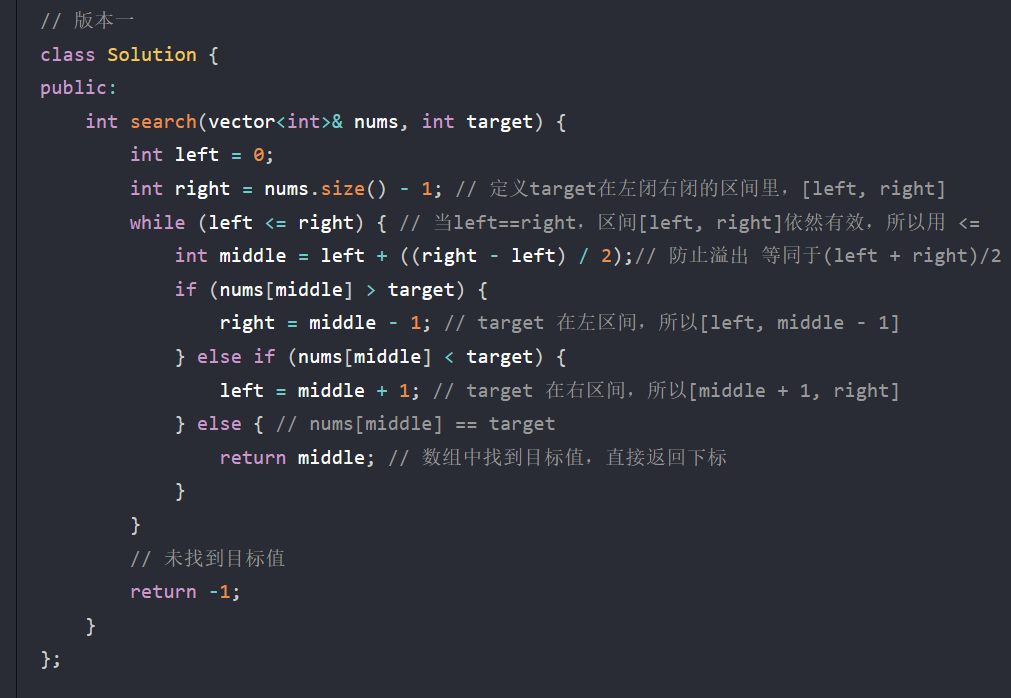 // 版本一
class Solution {
public:
    int search(vector<int>& nums, int target) {
        int left = 0;
        int right = nums.size() - 1; // 定义target在左闭右闭的区间里，[left, right]
        while (left <= right) { // 当left==right，区间[left, right]依然有效，所以用 <=
            int middle = left + ((right - left) / 2);// 防止溢出 等同于(left + right)/2
            if (nums[middle] > target) {
                right = middle - 1; // target 在左区间，所以[left, middle - 1]
            } else if (nums[middle] < target) {
                left = middle + 1; // target 在右区间，所以[middle + 1, right]
            } else { // nums[middle] == target
                return middle; // 数组中找到目标值，直接返回下标
            }
        }
        // 未找到目标值
        return -1;
    }
};